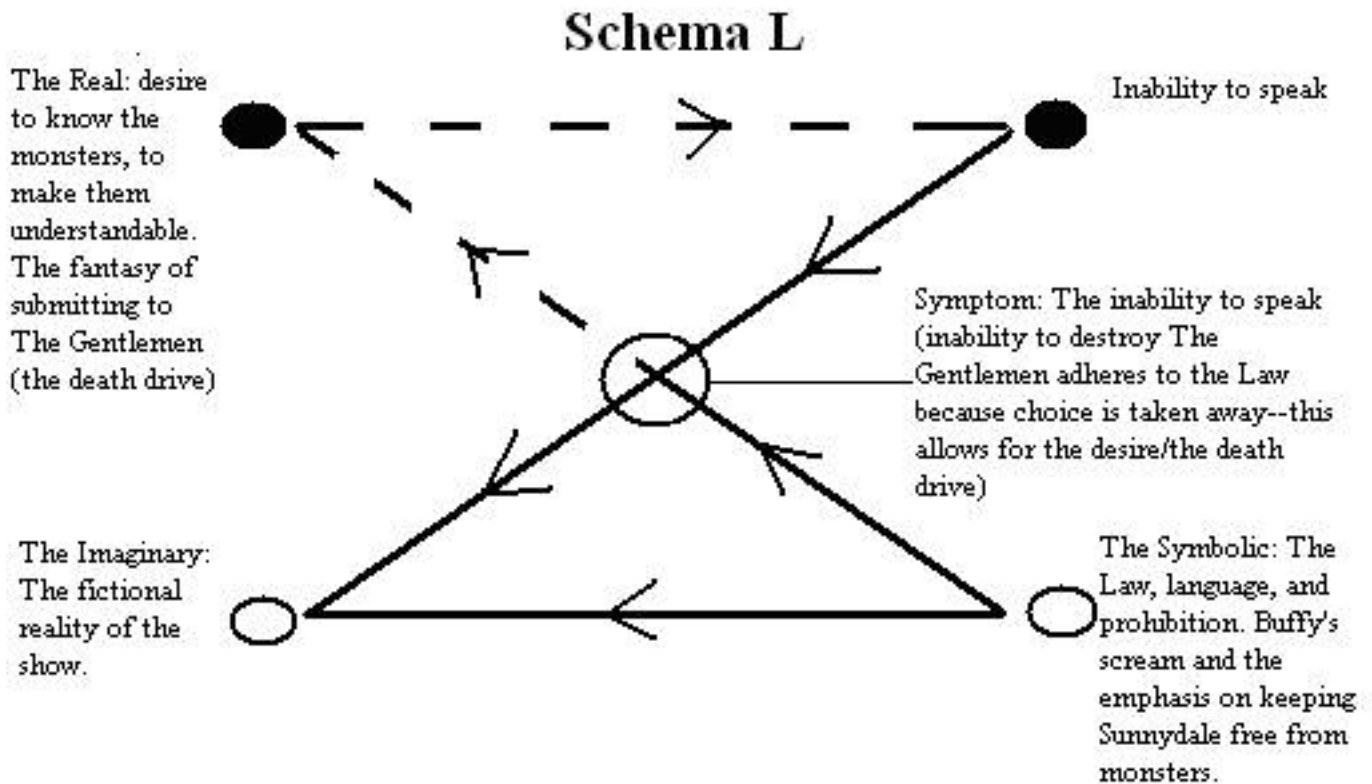 Schema L
The Real: desire
to know the
monsters, to
make them
understandable.
The fantasy of
submitting to
The Gentlemen
(the death drive)
Inability to speak
Symptom: The inability to speak
(inability to destroy The
Gentlemen adheres to the Law
because choice is taken away--this
allows for the desire/the death
drive)
The Imaginary:
The fictional
reality of the
show.
The Symbolic: The
Law, language, and
prohibition. Buffy's
scream and the
emphasis on keeping
Sunnydale free from
monsters.